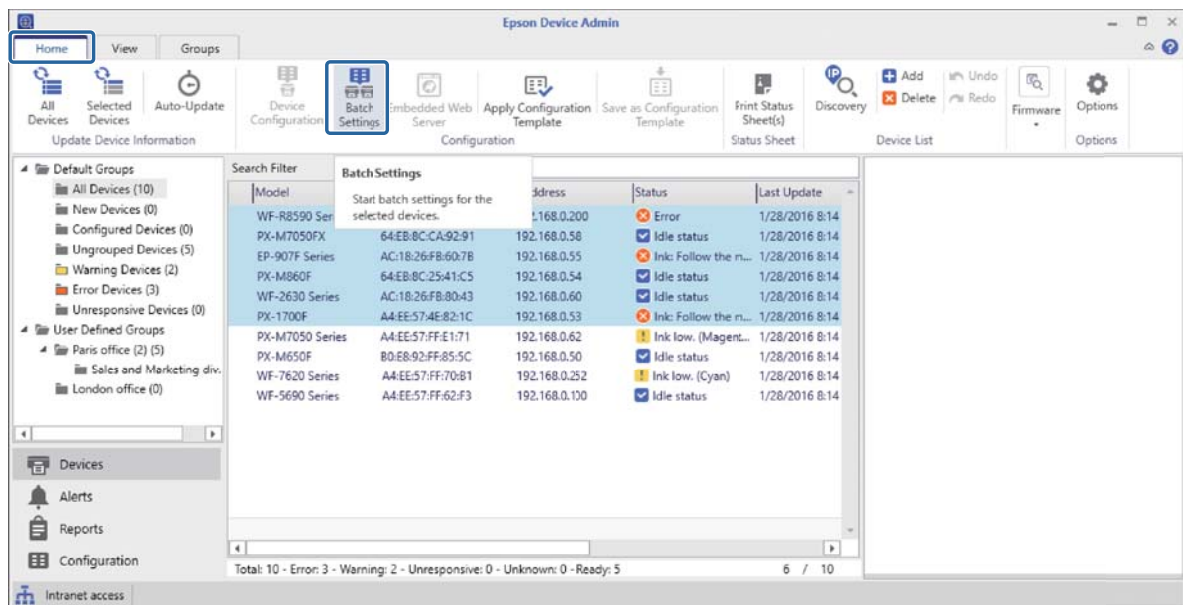 Epson Device Admin
Home View Groups
All Devices
Selected Devices
Auto-Update
Update Device Information
Device Configuration
Batch Settings
Embedded Web Server
Apply Configuration Template
Save as Configuration Template
Configuration
Print Status Sheet(s)
Status Sheet
IP
Discovery
Add
Delete
Undo
Redo
Device List
Firmware
Options
Options
Default Groups
All Devices (10)
New Devices (0)
Configured Devices (0)
Ungrouped Devices (5)
Warning Devices (2)
Error Devices (3)
Unresponsive Devices (0)
User Defined Groups
Paris office (2) (5)
Sales and Marketing div.
London office (0)
Devices
Alerts
Reports
Configuration
Search Filter
Batch Settings
Start batch settings for the
selected devices.
Model Status Last Update
WF-R8590 .168.0.200 Error 1/28/2016 8:14
PX-M7050FX 64:EB:8C:CA:92:91 192.168.0.58 Idle status 1/28/2016 8:14
EP-907F Series AC:18:26:FB:60:7B 192.168.0.55 Ink: Follow the n... 1/28/2016 8:14
PX-M860F 64:EB:8C:25:41:C5 192.168.0.54 Idle status 1/28/2016 8:14
WF-2630 Series AC:18:26:FB:80:43 192.168.0.60 Idle status 1/28/2016 8:14
PX-1700F A4:EE:57:4E:82:1C 192.168.0.53 Ink: Follow the n... 1/28/2016 8:14
PX-M7050 Series A4:EE:57:FF:E1:71 192.168.0.62 Ink low. (Magent... 1/28/2016 8:14
PX-M650F B0:E8:92:FF:85:5C 192.168.0.50 Idle status 1/28/2016 8:14
WF-7620 Series A4:EE:57:FF:70:B1 192.168.0.252 Ink low. (Cyan) 1/28/2016 8:14
WF-5690 Series A4:EE:57:FF:62:F3 192.168.0.100 Idle status 1/28/2016 8:14
Total: 10 - Error: 3 - Warning: 2 - Unresponsive: 0 - Unknown: 0 -Ready: 5 6 / 10
Intranet access